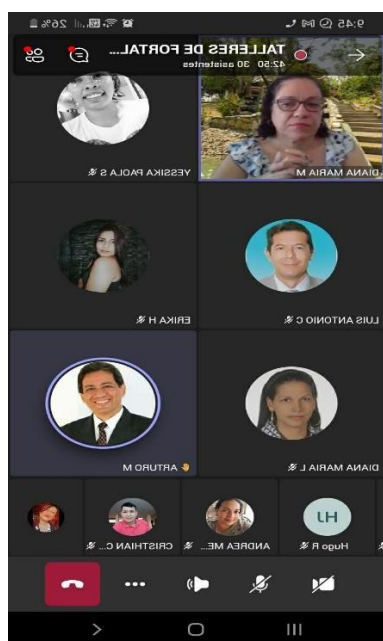 9:45 26%
TALLERES DE FORTAL...
42:50 30 asistentes
DIANA MARIA M
YESSIKA PAOLA S
LUIS ANTONIO C
ERIKA H
DIANA MARIA L
ARTURO M
HJ
Hugo R
ANDREA ME...
CRISTHIAN C...